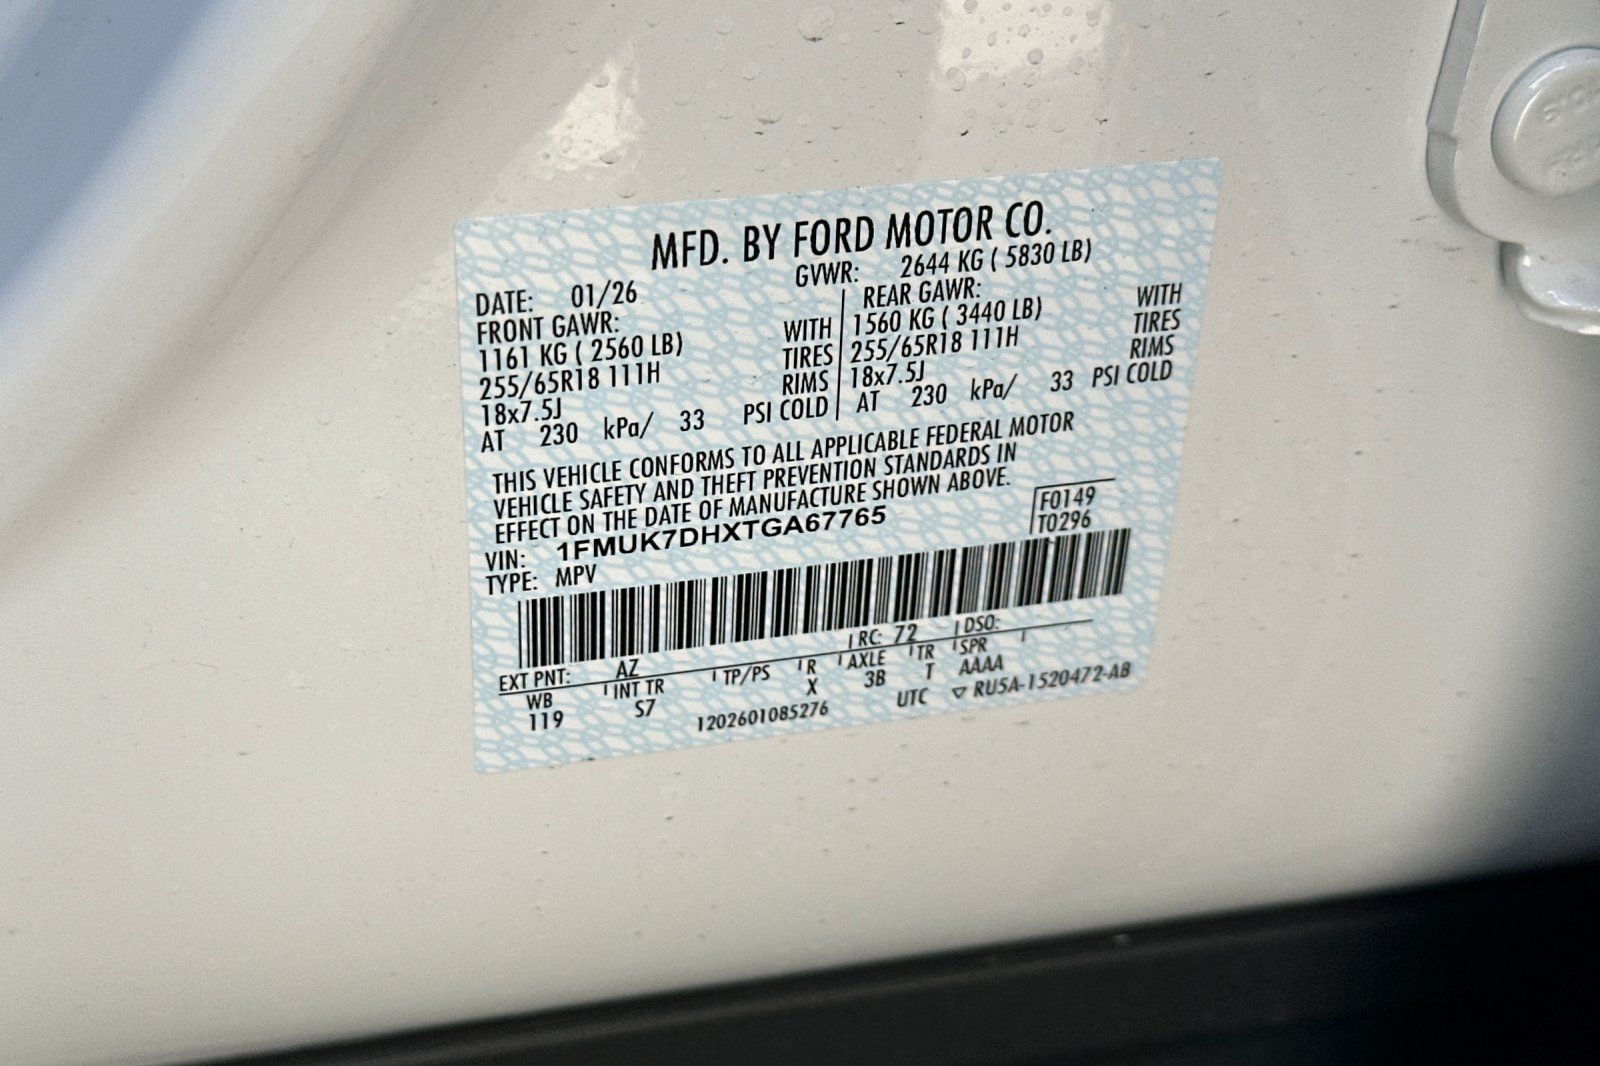 MFD. BY FORD MOTOR CO.
DATE: 01/26 GVWR: 2644 KG ( 5830 LB)
FRONT GAWR: REAR GAWR:
1161 KG ( 2560 LB) WITH 1560 KG ( 3440 LB) WITH
255/65R18 111H TIRES 255/65R18 111H TIRES
18x7.5J RIMS 18x7.5J RIMS
AT 230 kPa/ 33 PSI COLD AT 230 kPa/ 33 PSI COLD
THIS VEHICLE CONFORMS TO ALL APPLICABLE FEDERAL MOTOR
VEHICLE SAFETY AND THEFT PREVENTION STANDARDS IN
EFFECT ON THE DATE OF MANUFACTURE SHOWN ABOVE.
VIN: 1FMUK7DHXTGA67765 F0149
TYPE: MPV T0296
EXT PNT: AZ RC: 72 DSO:
WB INT TR TP/PS R AXLE TR SPR
119 S7 X 3B T AAAA
1202601085276 UTC RU5A-1520472-AB